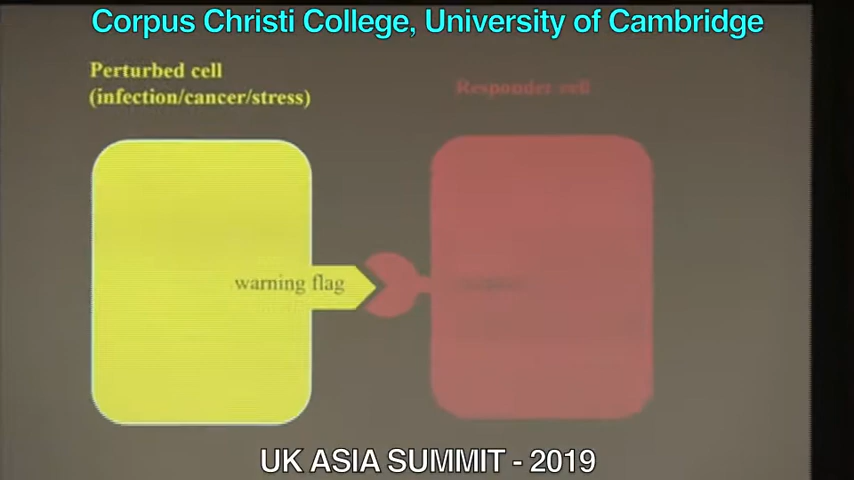 Corpus Christi College, University of Cambridge
Perturbed cell
(infection/cancer/stress)
Responder cell
warning flag
UK ASIA SUMMIT - 2019